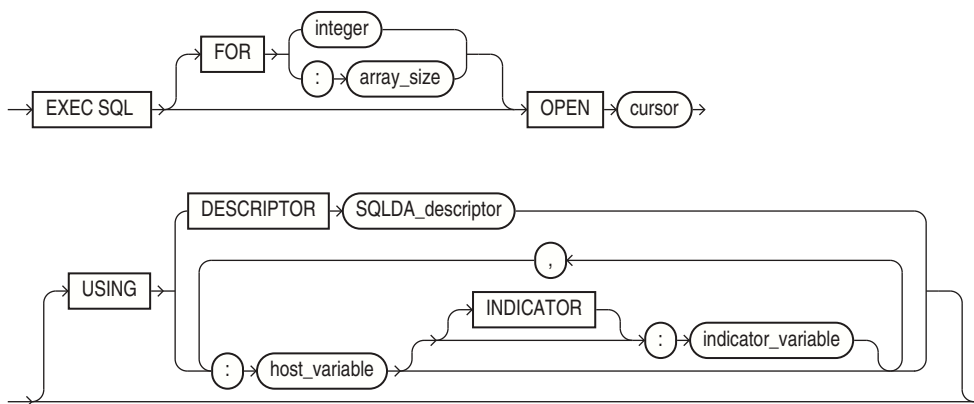 integer
FOR
: array_size
EXEC SQL OPEN cursor
DESCRIPTOR SQLDA_descriptor
,
USING INDICATOR
: host_variable : indicator_variable